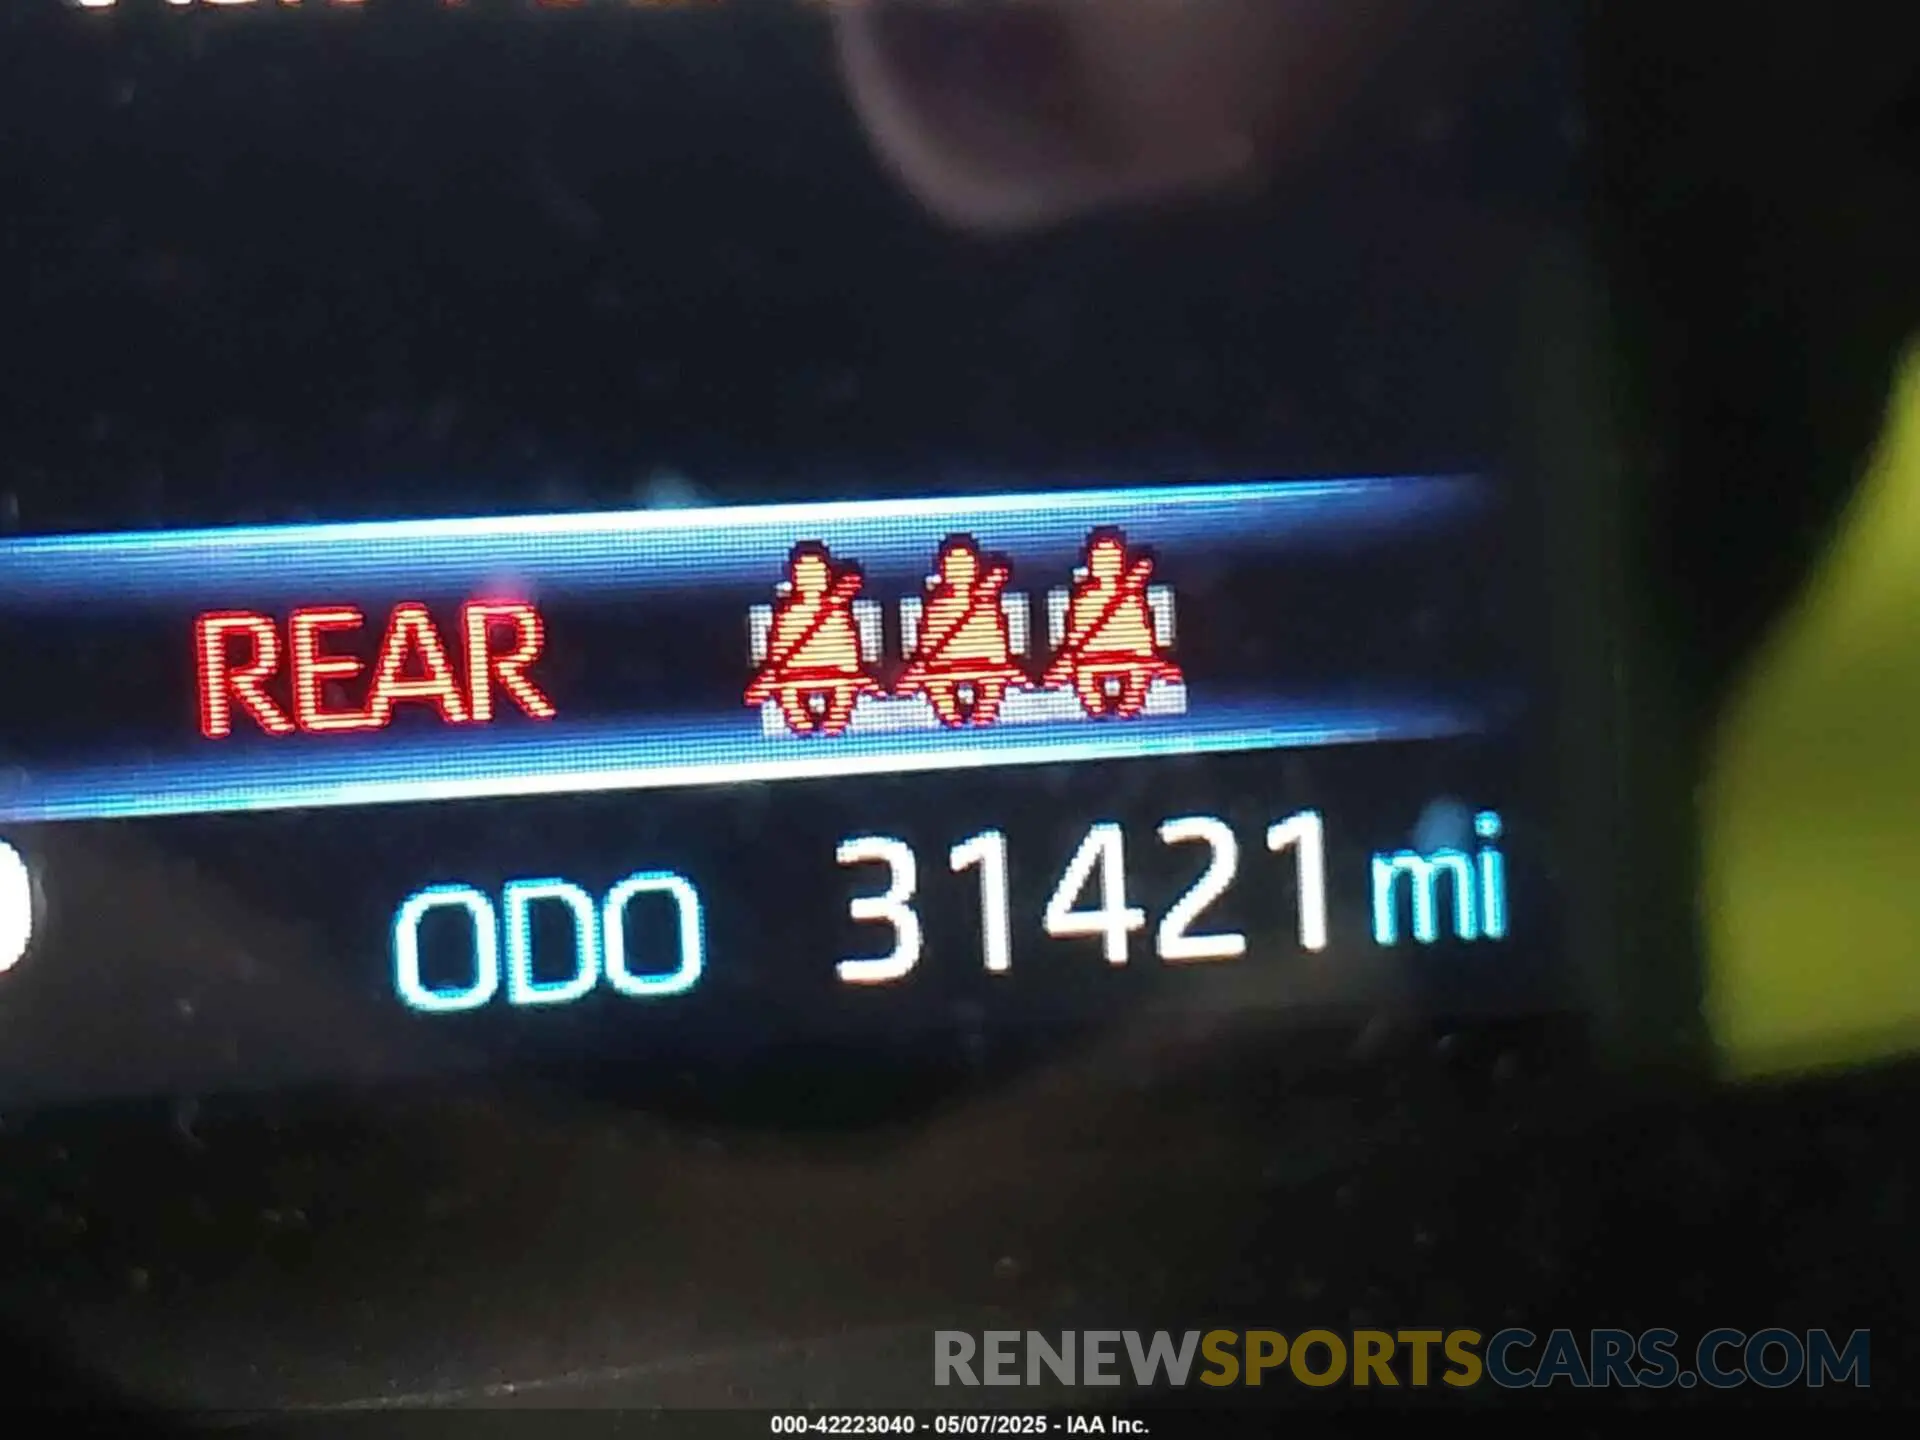 REAR
ODO 31421 mi
RENEWSPORTSCARS.COM
000-42223040 - 05/07/2025 - IAA Inc.